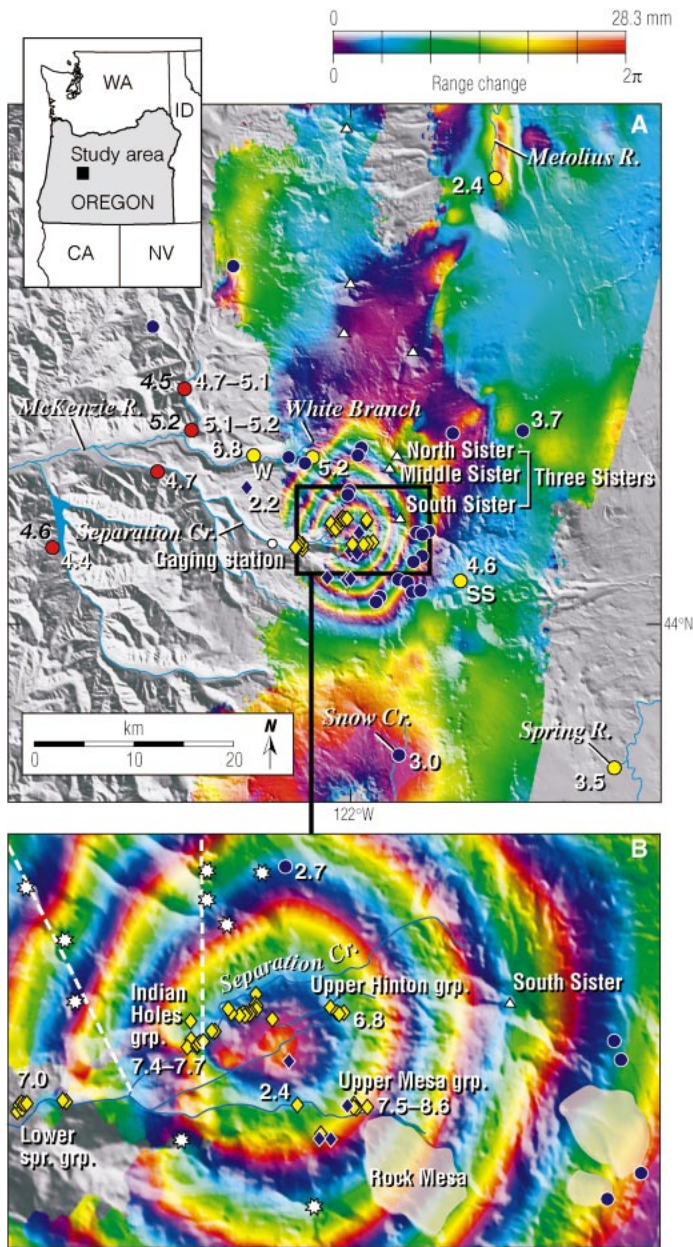 0 28.3 mm
0 2π
Range change
WA
ID
Study area
OREGON
CA NV
A
Metolius R.
2.4
4.5 4.7–5.1
McKenzie R.
5.2 5.1–5.2
White Branch
3.7
6.8
W
5.2
North Sister
Middle Sister
Three Sisters
South Sister
4.7
2.2
Separation Cr.
Gaging station
4.6
4.4
4.6
SS
44°N
km
0 10 20
N
Snow Cr.
3.0
Spring R.
3.5
122°W
B
2.7
Separation Cr.
South Sister
Indian
Holes
grp.
7.4–7.7
Upper Hinton grp.
6.8
7.0
2.4
Upper Mesa grp.
7.5–8.6
Lower
spr. grp.
Rock Mesa